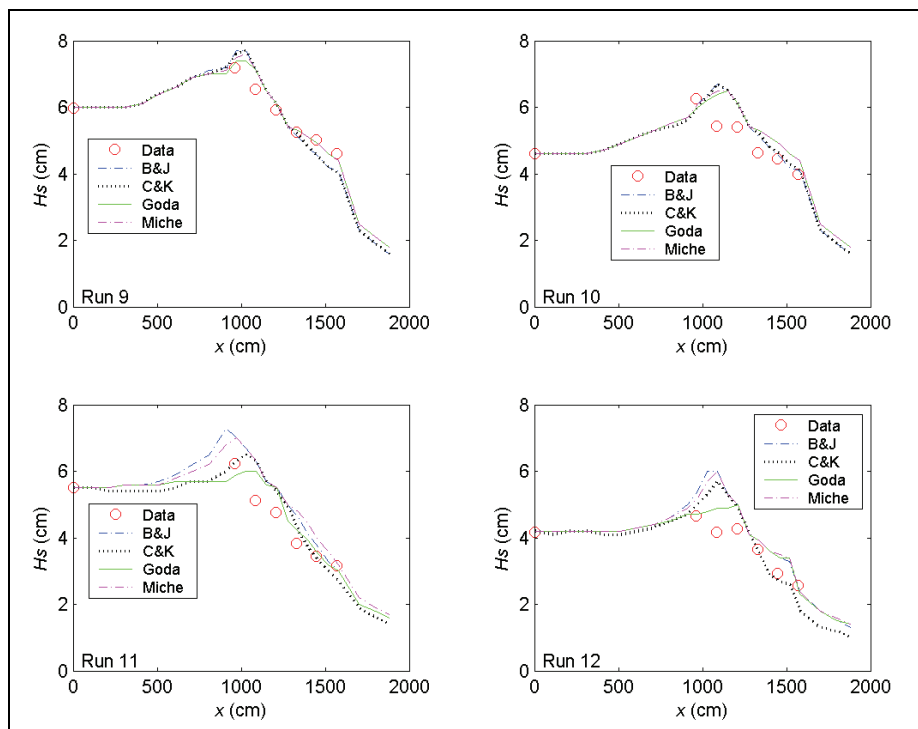 8
6
4
2
0
Hs (cm)
Data
B&J
C&K
Goda
Miche
Run 9
0 500 1000 1500 2000
x (cm)
8
6
4
2
0
Hs (cm)
Data
B&J
C&K
Goda
Miche
Run 10
0 500 1000 1500 2000
x (cm)
8
6
4
2
0
Hs (cm)
Data
B&J
C&K
Goda
Miche
Run 11
0 500 1000 1500 2000
x (cm)
8
6
4
2
0
Hs (cm)
Data
B&J
C&K
Goda
Miche
Run 12
0 500 1000 1500 2000
x (cm)